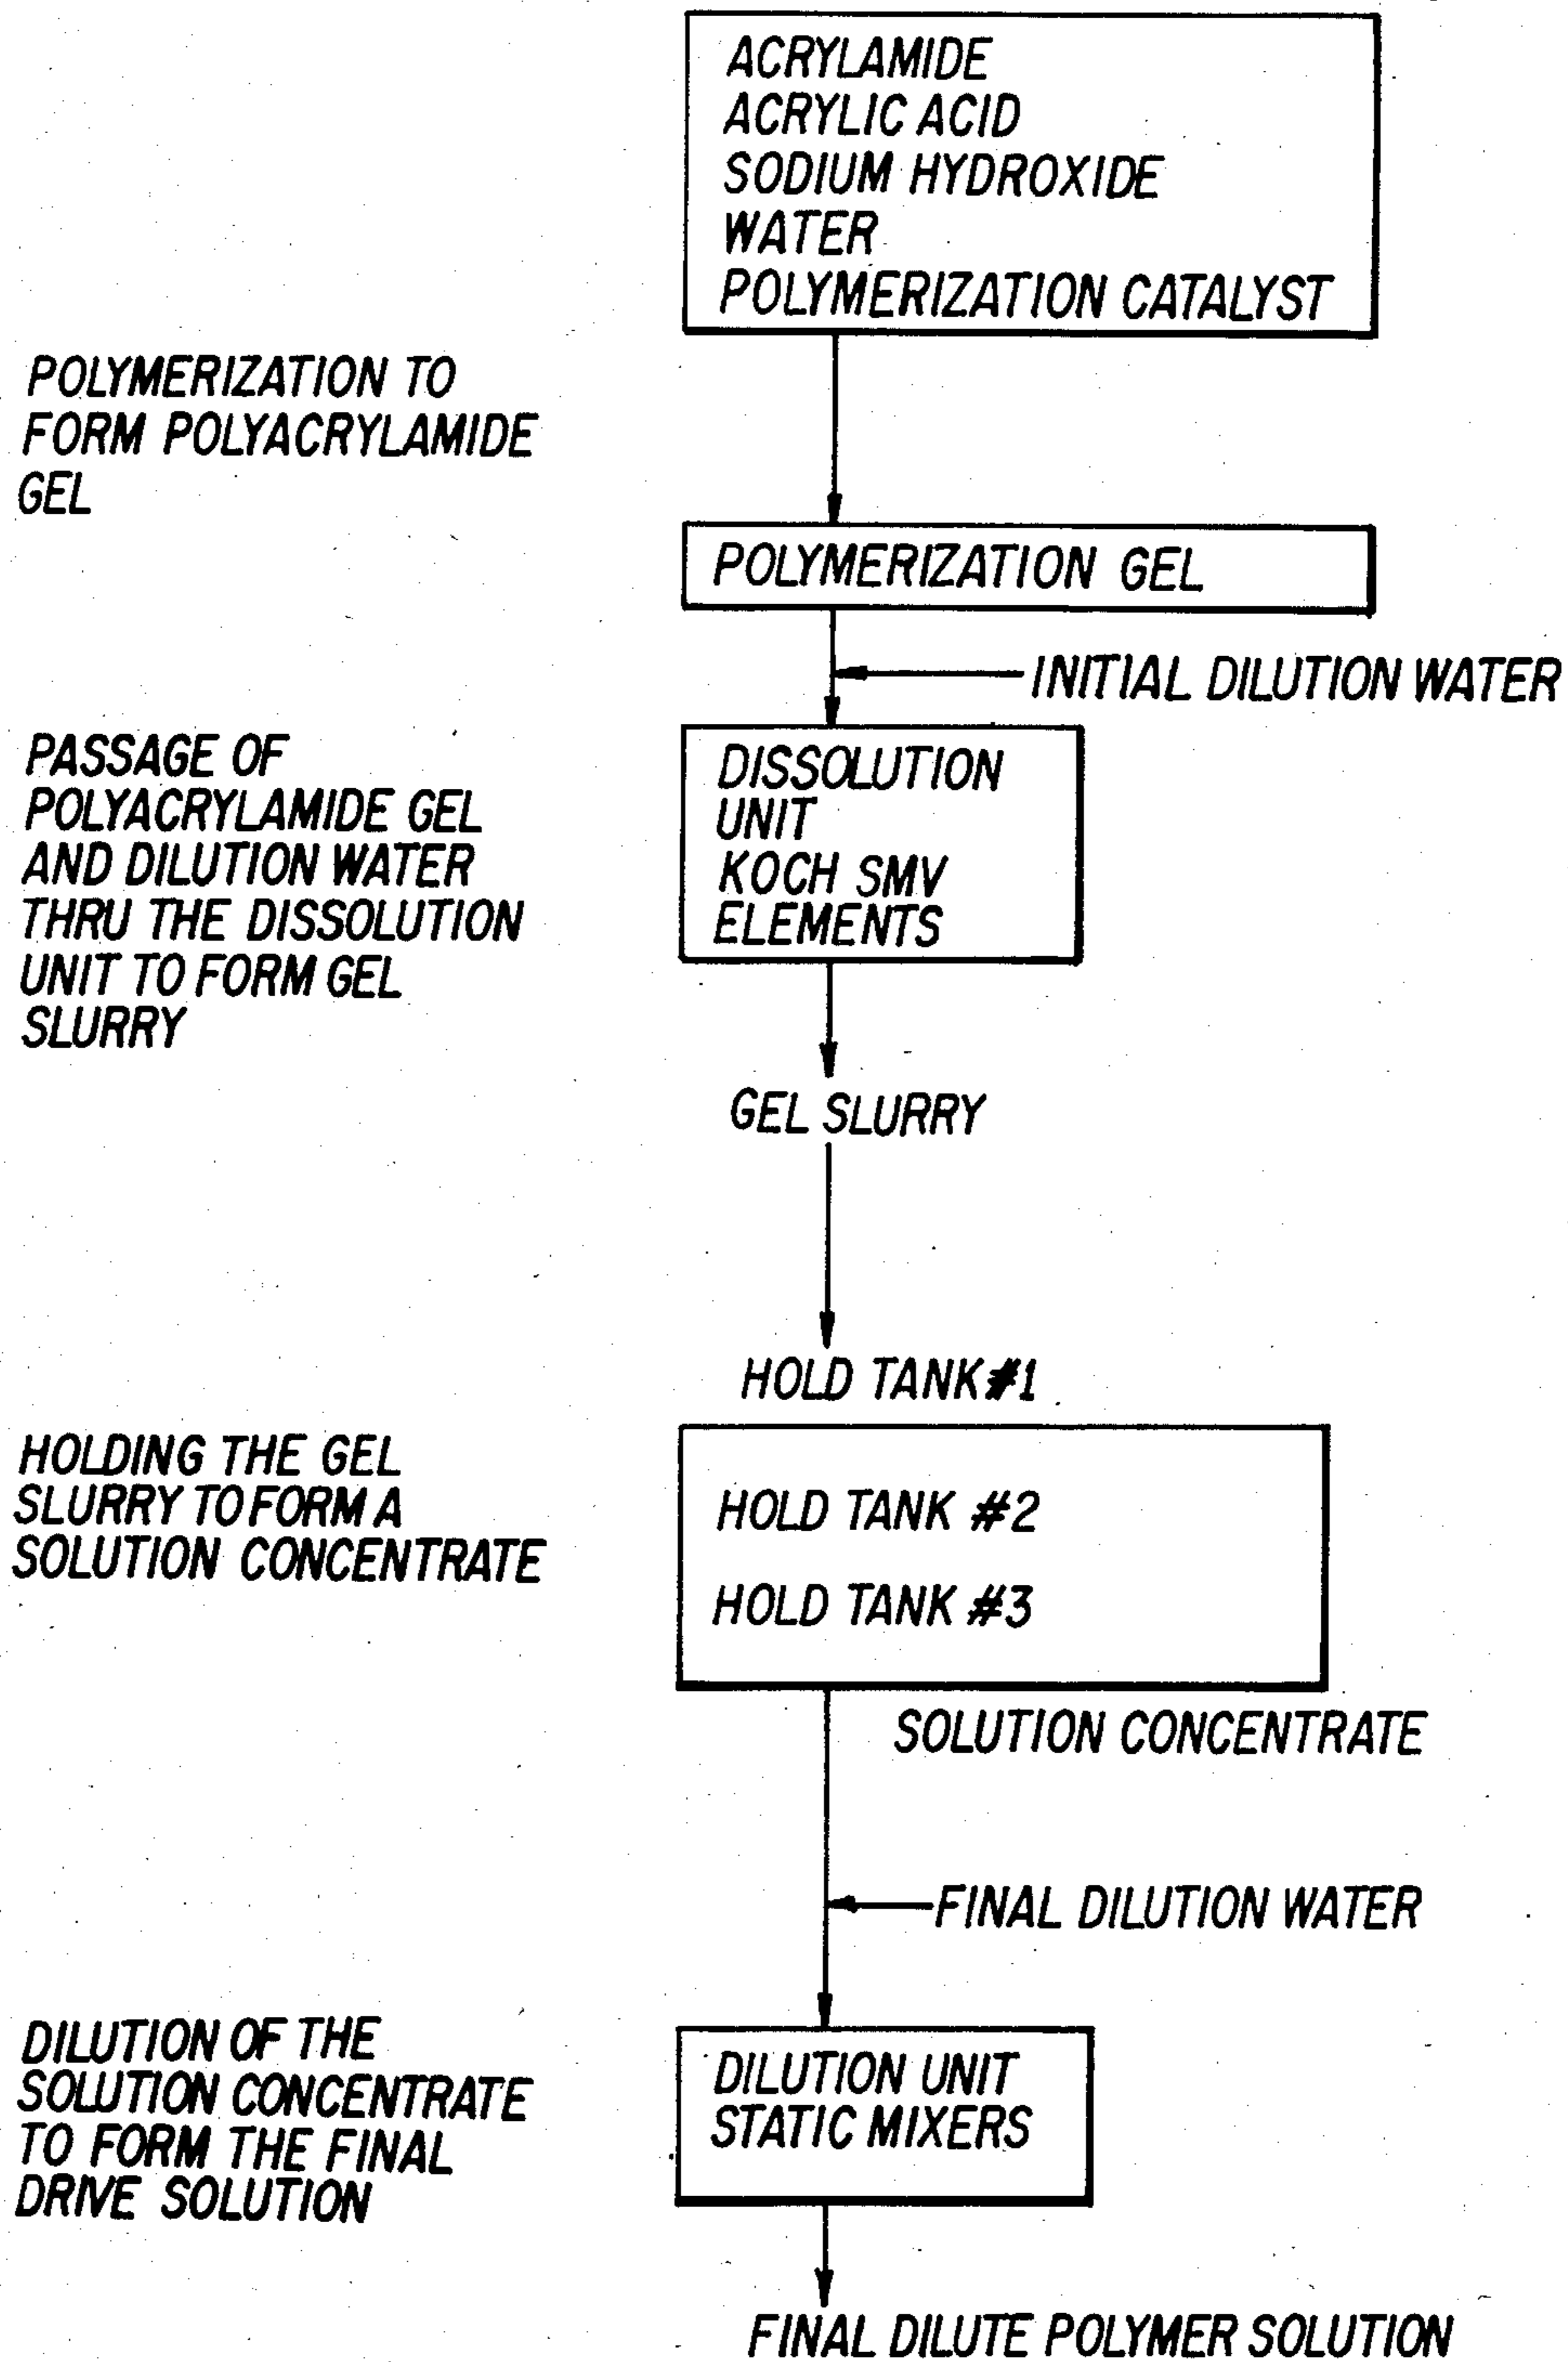 ACRYLAMIDE
ACRYLIC ACID
SODIUM HYDROXIDE
WATER
POLYMERIZATION CATALYST
POLYMERIZATION TO
FORM POLYACRYLAMIDE
GEL
POLYMERIZATION GEL
INITIAL DILUTION WATER
PASSAGE OF
POLYACRYLAMIDE GEL
AND DILUTION WATER
THRU THE DISSOLUTION
UNIT TO FORM GEL
SLURRY
DISSOLUTION
UNIT
KOCH SMV
ELEMENTS
GEL SLURRY
HOLD TANK #1
HOLDING THE GEL
SLURRY TO FORM A
SOLUTION CONCENTRATE
HOLD TANK #2
HOLD TANK #3
SOLUTION CONCENTRATE
FINAL DILUTION WATER
DILUTION OF THE
SOLUTION CONCENTRATE
TO FORM THE FINAL
DRIVE SOLUTION
DILUTION UNIT
STATIC MIXERS
FINAL DILUTE POLYMER SOLUTION